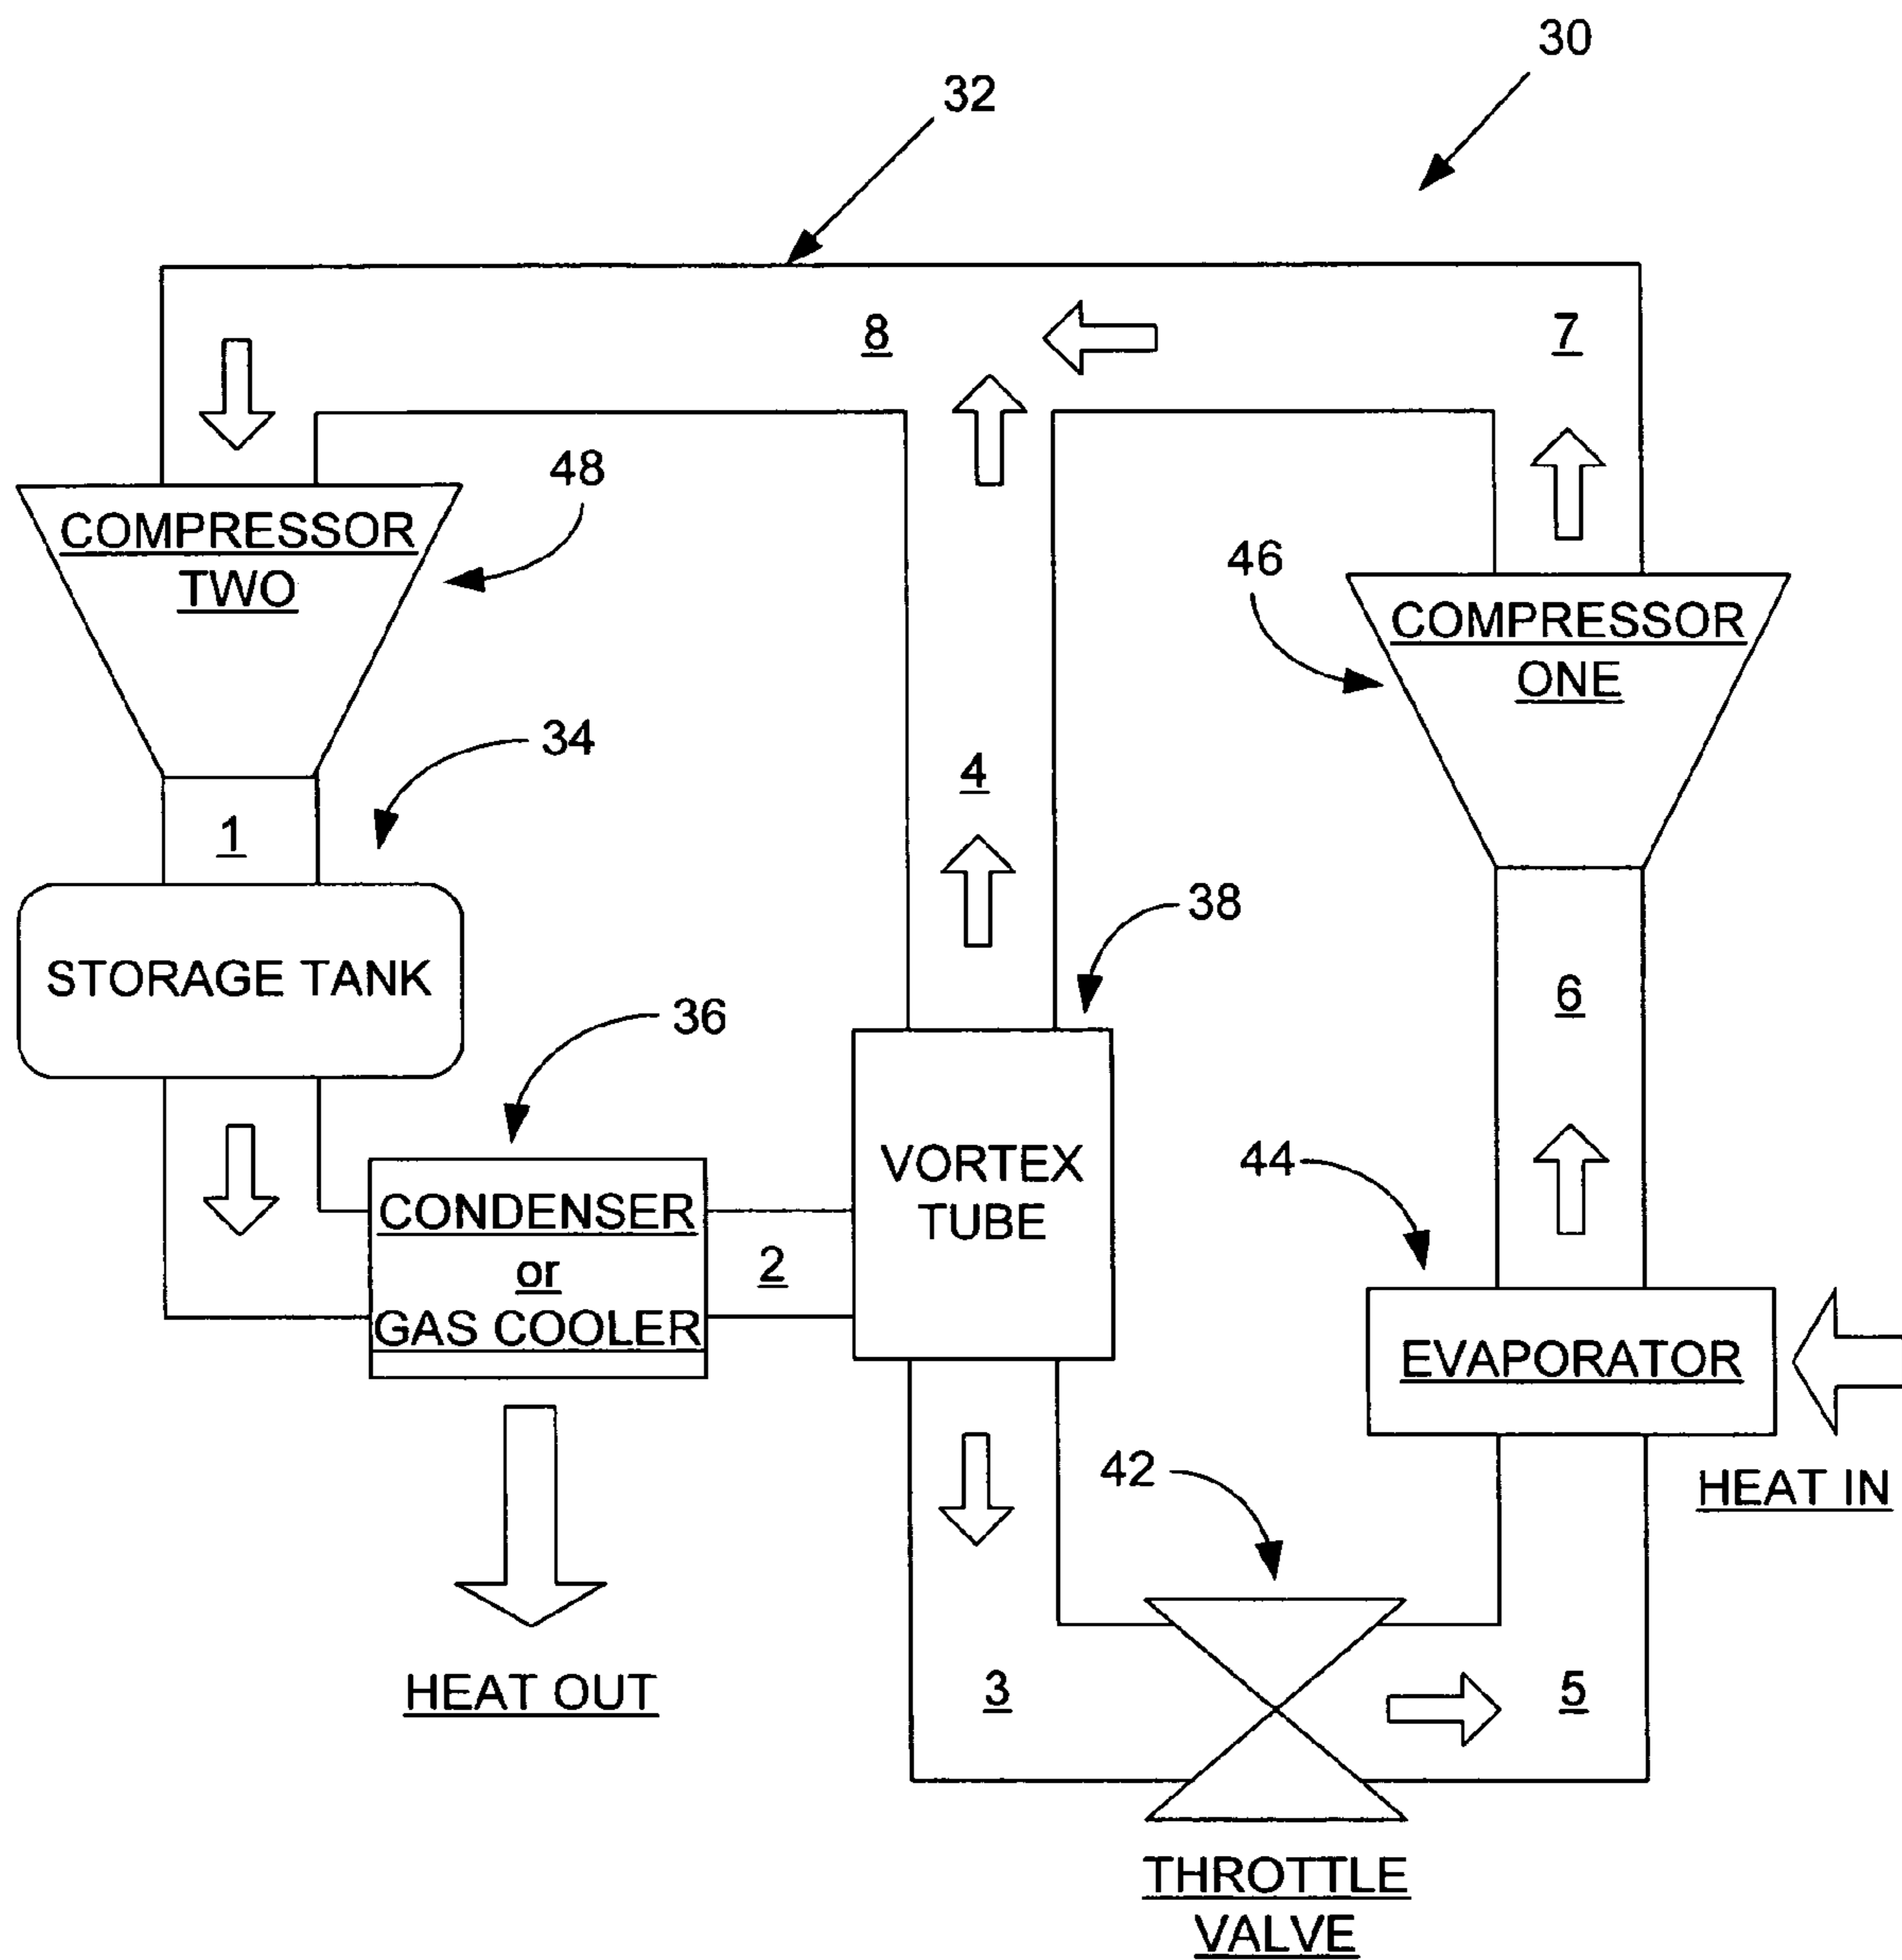 30
32
8
7
48
COMPRESSOR
TWO
46
COMPRESSOR
ONE
34
4
1
38
STORAGE TANK
6
36
VORTEX
TUBE
44
CONDENSER
or
GAS COOLER
2
EVAPORATOR
42
HEAT IN
HEAT OUT
3
5
THROTTLE
VALVE